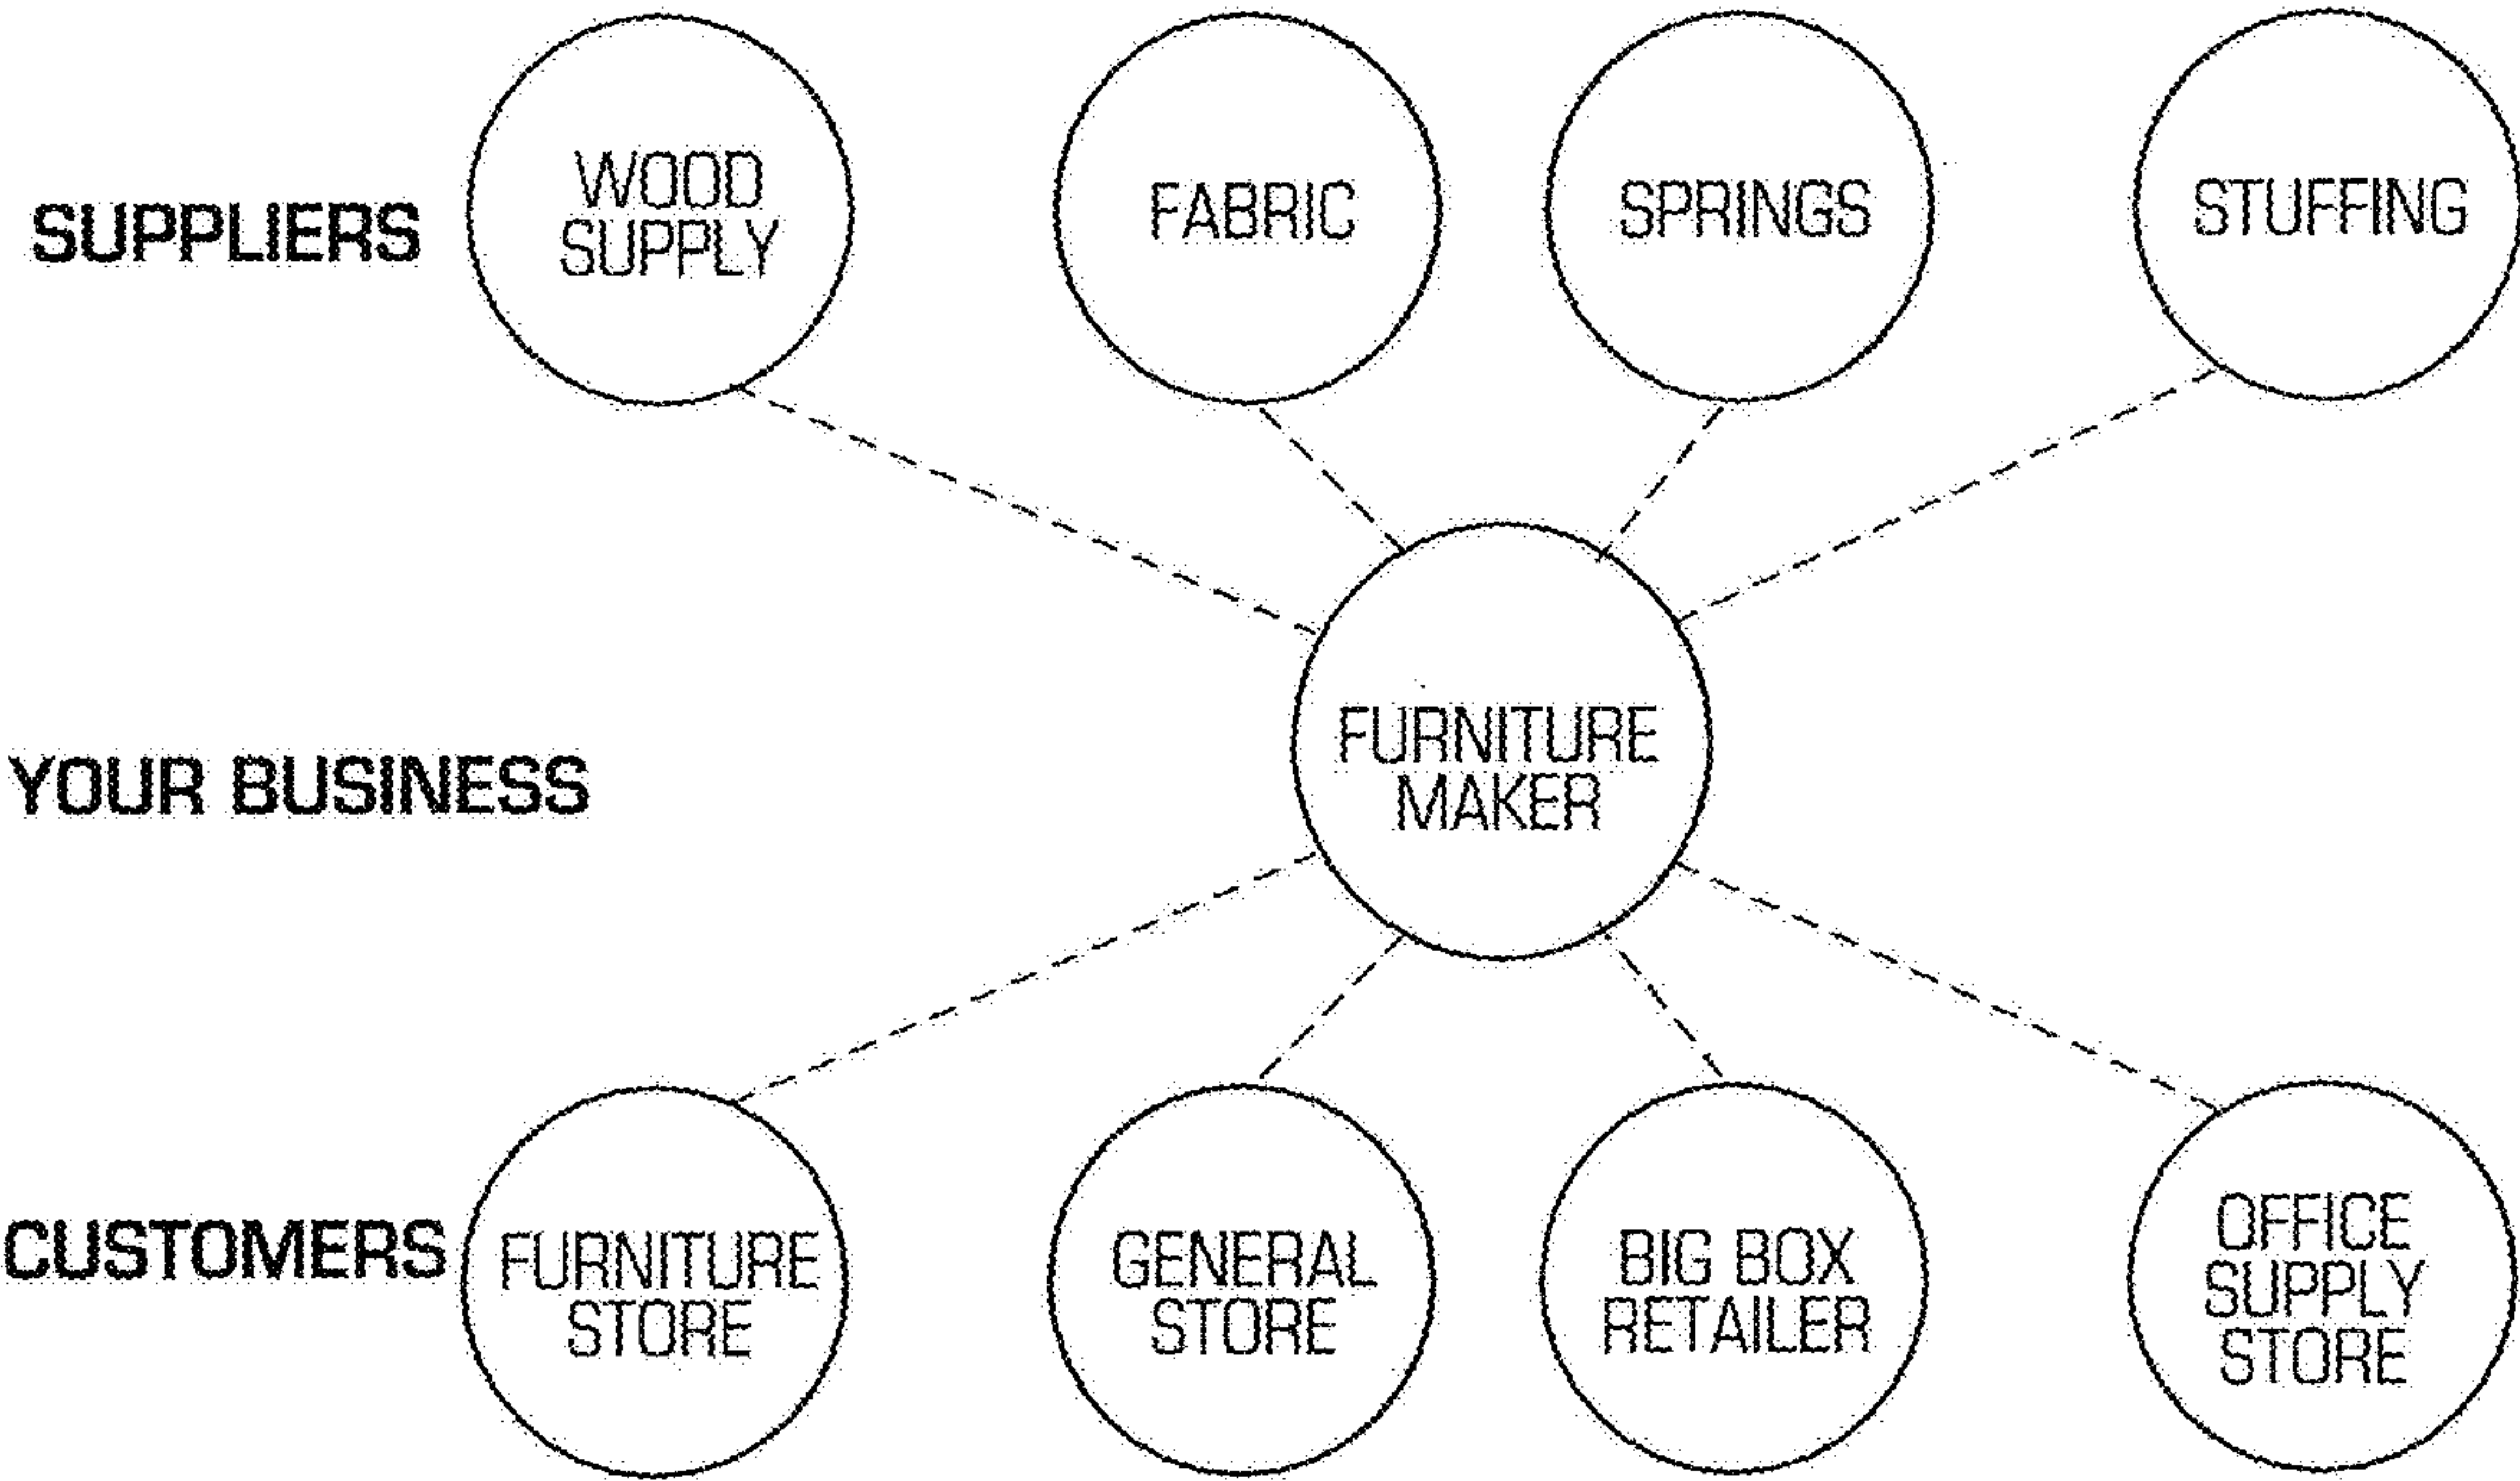 SUPPLIERS
WOOD
SUPPLY
FABRIC
SPRINGS
STUFFING
YOUR BUSINESS
FURNITURE
MAKER
CUSTOMERS
FURNITURE
STORE
GENERAL
STORE
BIG BOX
RETAILER
OFFICE
SUPPLY
STORE